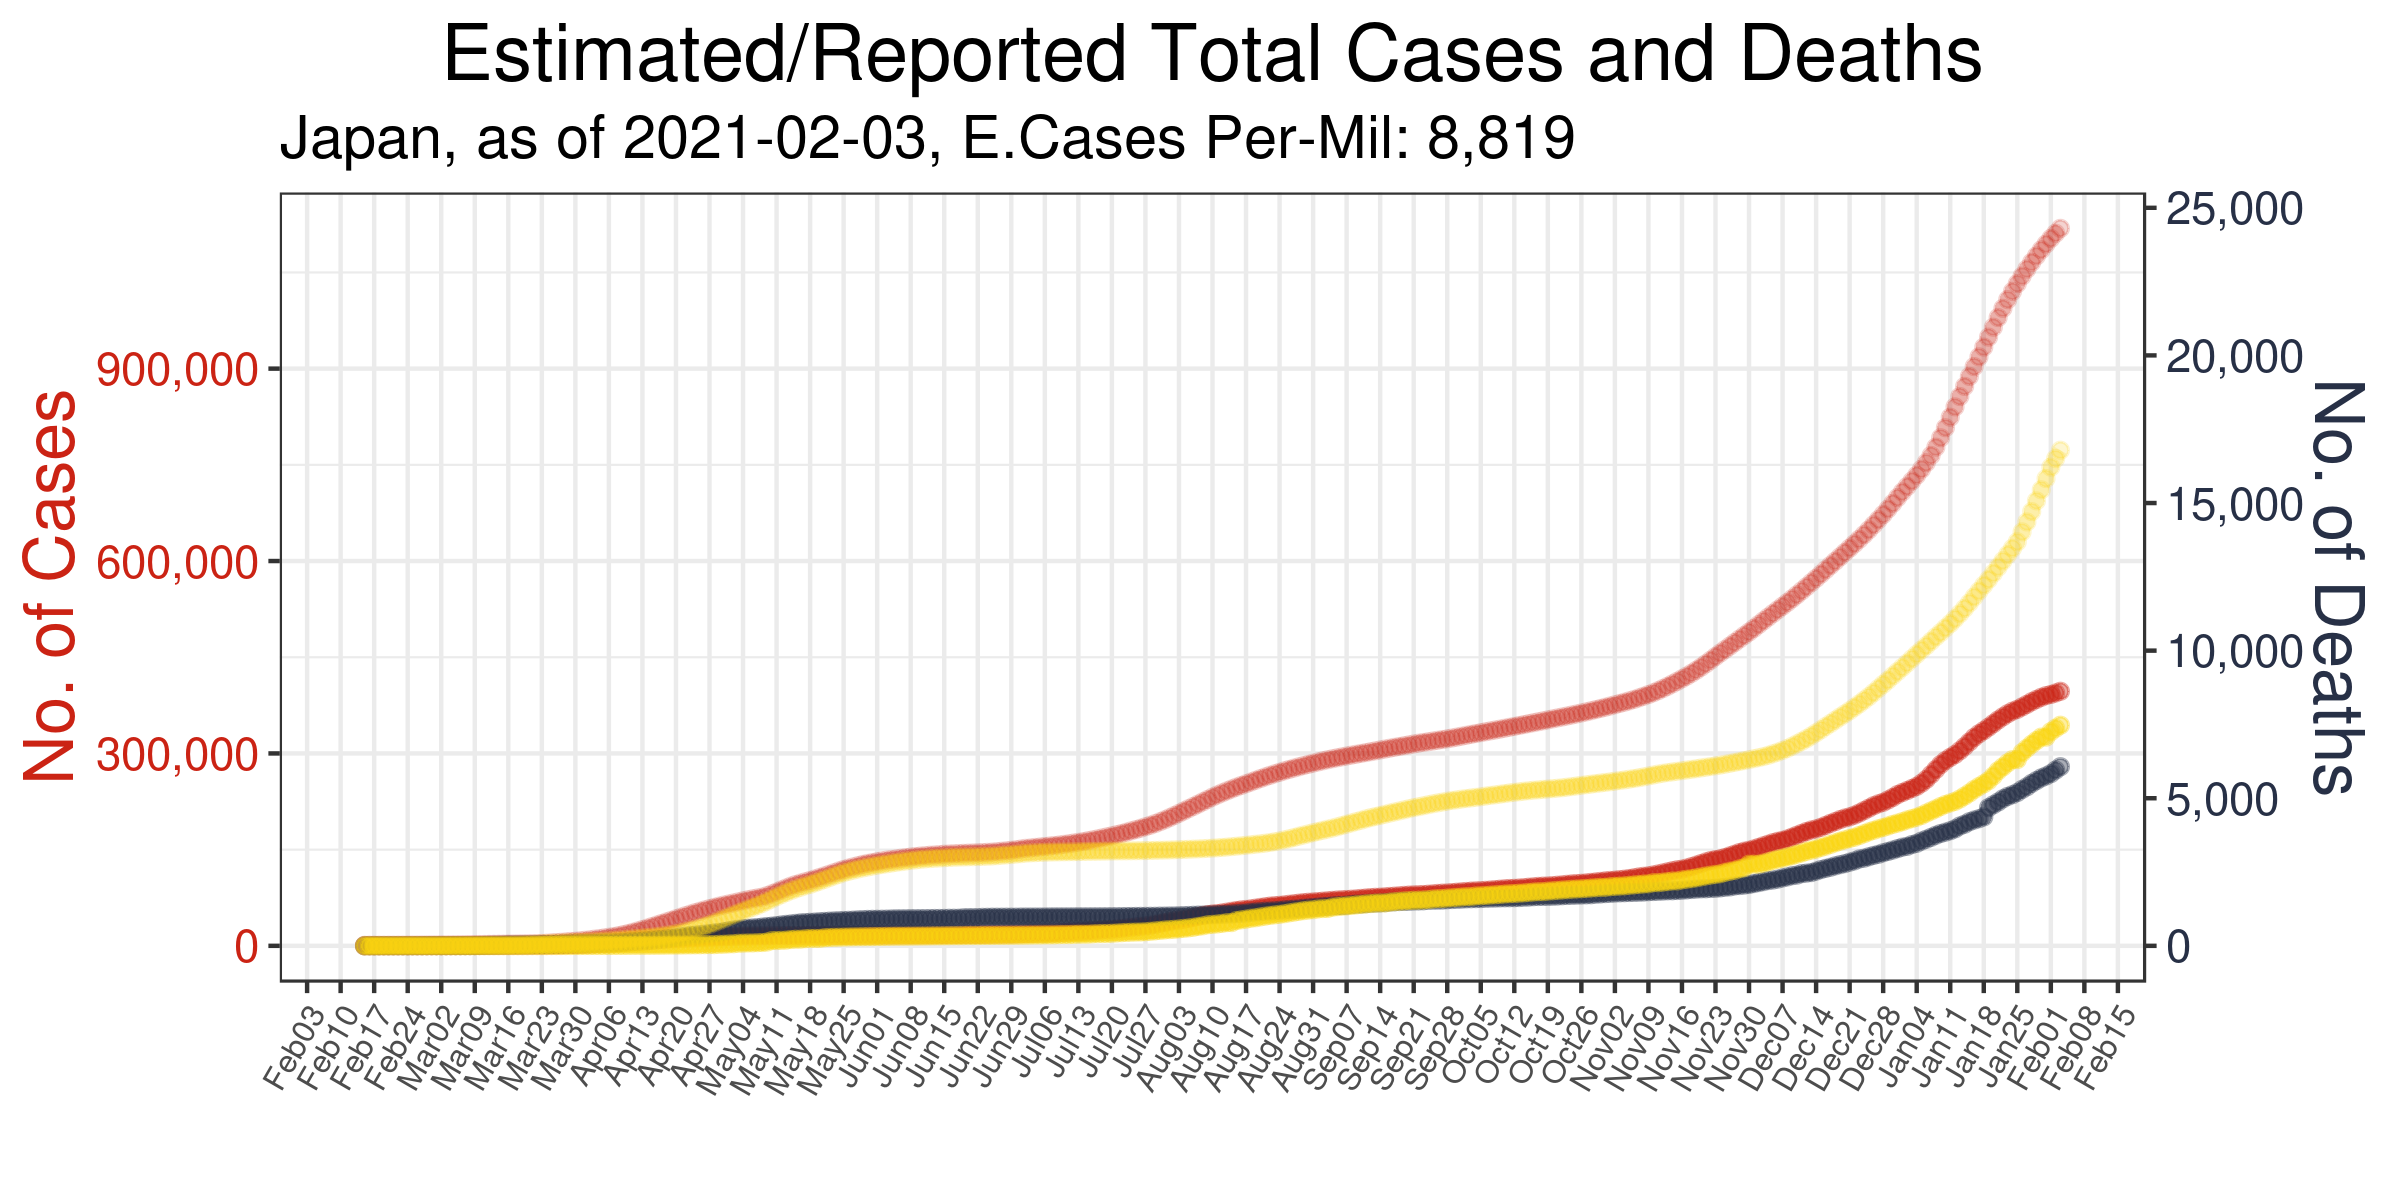 Estimated/Reported Total Cases and Deaths
Japan, as of 2021-02-03, E.Cases Per-Mil: 8,819
No. of Cases
900,000
600,000
300,000
0
25,000
20,000
15,000
10,000
5,000
0
No. of Deaths
Feb03
Feb10
Feb17
Feb24
Mar02
Mar09
Mar16
Mar23
Mar30
Apr06
Apr13
Apr20
Apr27
May04
May11
May18
May25
Jun01
Jun08
Jun15
Jun22
Jun29
Jul06
Jul13
Jul20
Jul27
Aug03
Aug10
Aug17
Aug24
Aug31
Sep07
Sep14
Sep21
Sep28
Oct05
Oct12
Oct19
Oct26
Nov02
Nov09
Nov16
Nov23
Nov30
Dec07
Dec14
Dec21
Dec28
Jan04
Jan11
Jan18
Jan25
Feb01
Feb08
Feb15